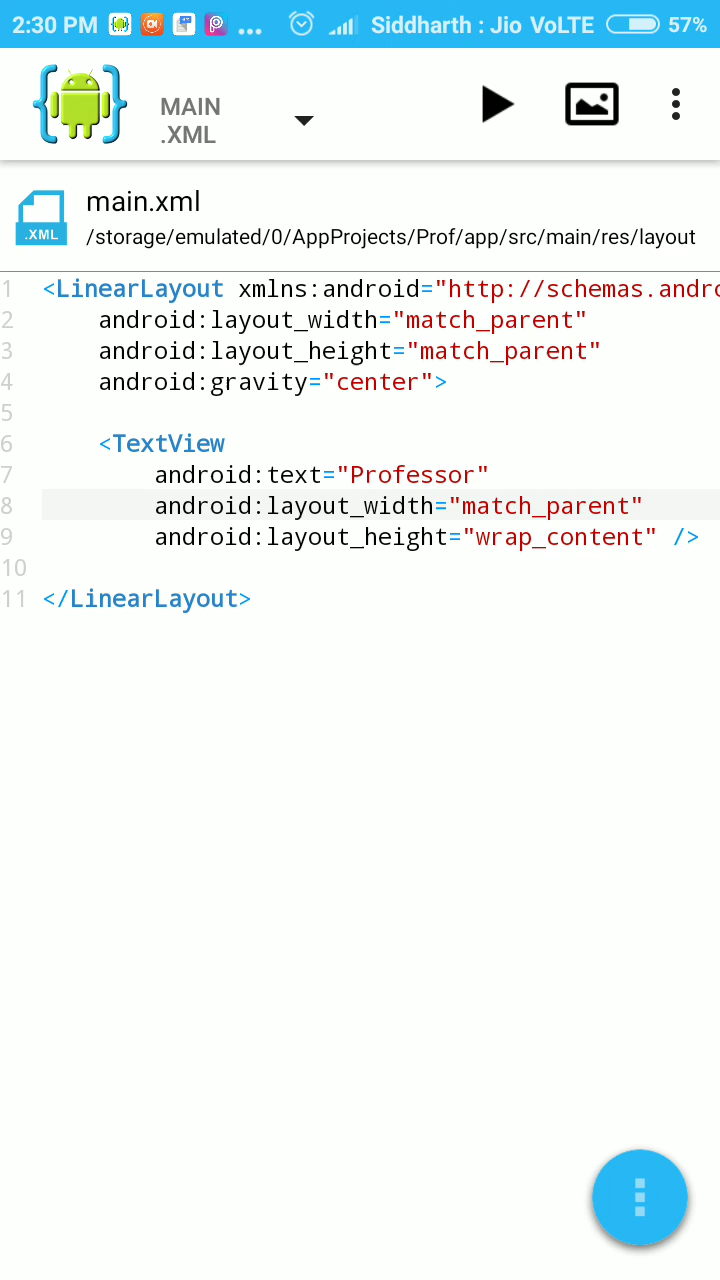 2:30 PM ... Siddharth : Jio VoLTE 57%
MAIN
.XML
.XML
main.xml
/storage/emulated/0/AppProjects/Prof/app/src/main/res/layout
1 <LinearLayout xmlns:android="http://schemas.andro
2 android:layout_width="match_parent"
3 android:layout_height="match_parent"
4 android:gravity="center">
5
6 <TextView
7 android:text="Professor"
8 android:layout_width="match_parent"
9 android:layout_height="wrap_content" />
10
11 </LinearLayout>